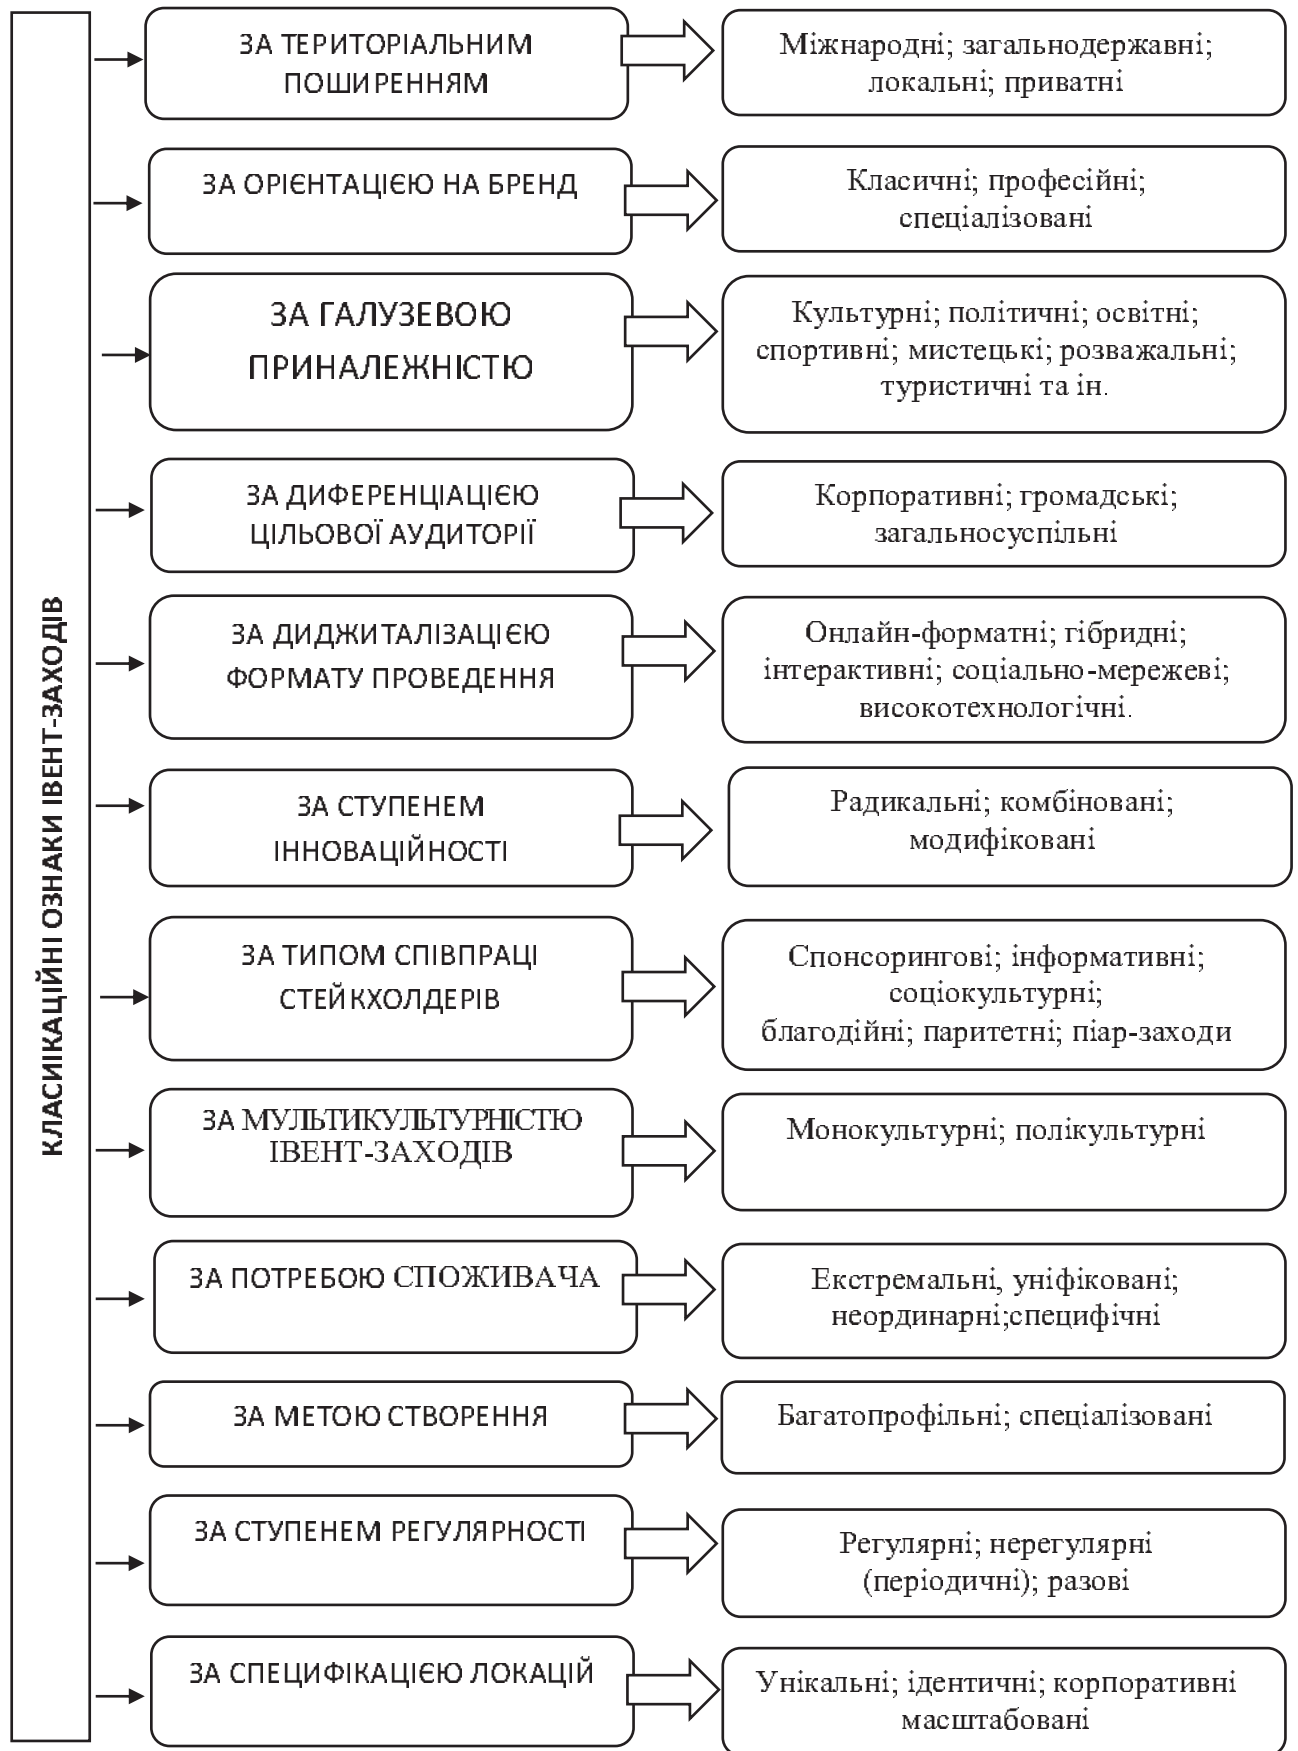 КЛАСИІКАЦІЙНІ ОЗНАКИ ІВЕНТ-ЗАХОДІВ
ЗА ТЕРИТОРІАЛЬНИМ
ПОШИРЕННЯМ
Міжнародні; загальнодержавні;
локальні; приватні
ЗА ОРІЄНТАЦІЄЮ НА БРЕНД
Класичні; професійні;
спеціалізовані
ЗА ГАЛУЗЕВОЮ
ПРИНАЛЕЖНІСТЮ
Культурні; політичні; освітні;
спортивні; мистецькі; розважальні;
туристичні та ін.
ЗА ДИФЕРЕНЦІАЦІЄЮ
ЦІЛЬОВОЇ АУДИТОРІЇ
Корпоративні; громадські;
загальносуспільні
ЗА ДИДЖИТАЛІЗАЦІЄЮ
ФОРМАТУ ПРОВЕДЕННЯ
Онлайн-форматні; гібридні;
інтерактивні; соціально-мережеві;
високотехнологічні.
ЗА СТУПЕНЕМ
ІННОВАЦІЙНОСТІ
Радикальні; комбіновані;
модифіковані
ЗА ТИПОМ СПІВПРАЦІ
СТЕЙКХОЛДЕРІВ
Спонсорингові; інформативні;
соціокультурні;
благодійні; паритетні; піар-заходи
ЗА МУЛЬТИКУЛЬТУРНІСТЮ
ІВЕНТ-ЗАХОДІВ
Монокультурні; полікультурні
ЗА ПОТРЕБОЮ СПОЖИВАЧА
Екстремальні, уніфіковані;
неординарні;специфічні
ЗА МЕТОЮ СТВОРЕННЯ
Багатопрофільні; спеціалізовані
ЗА СТУПЕНЕМ РЕГУЛЯРНОСТІ
Регулярні; нерегулярні
(періодичні); разові
ЗА СПЕЦИФІКАЦІЄЮ ЛОКАЦІЙ
Унікальні; ідентичні; корпоративні
масштабовані